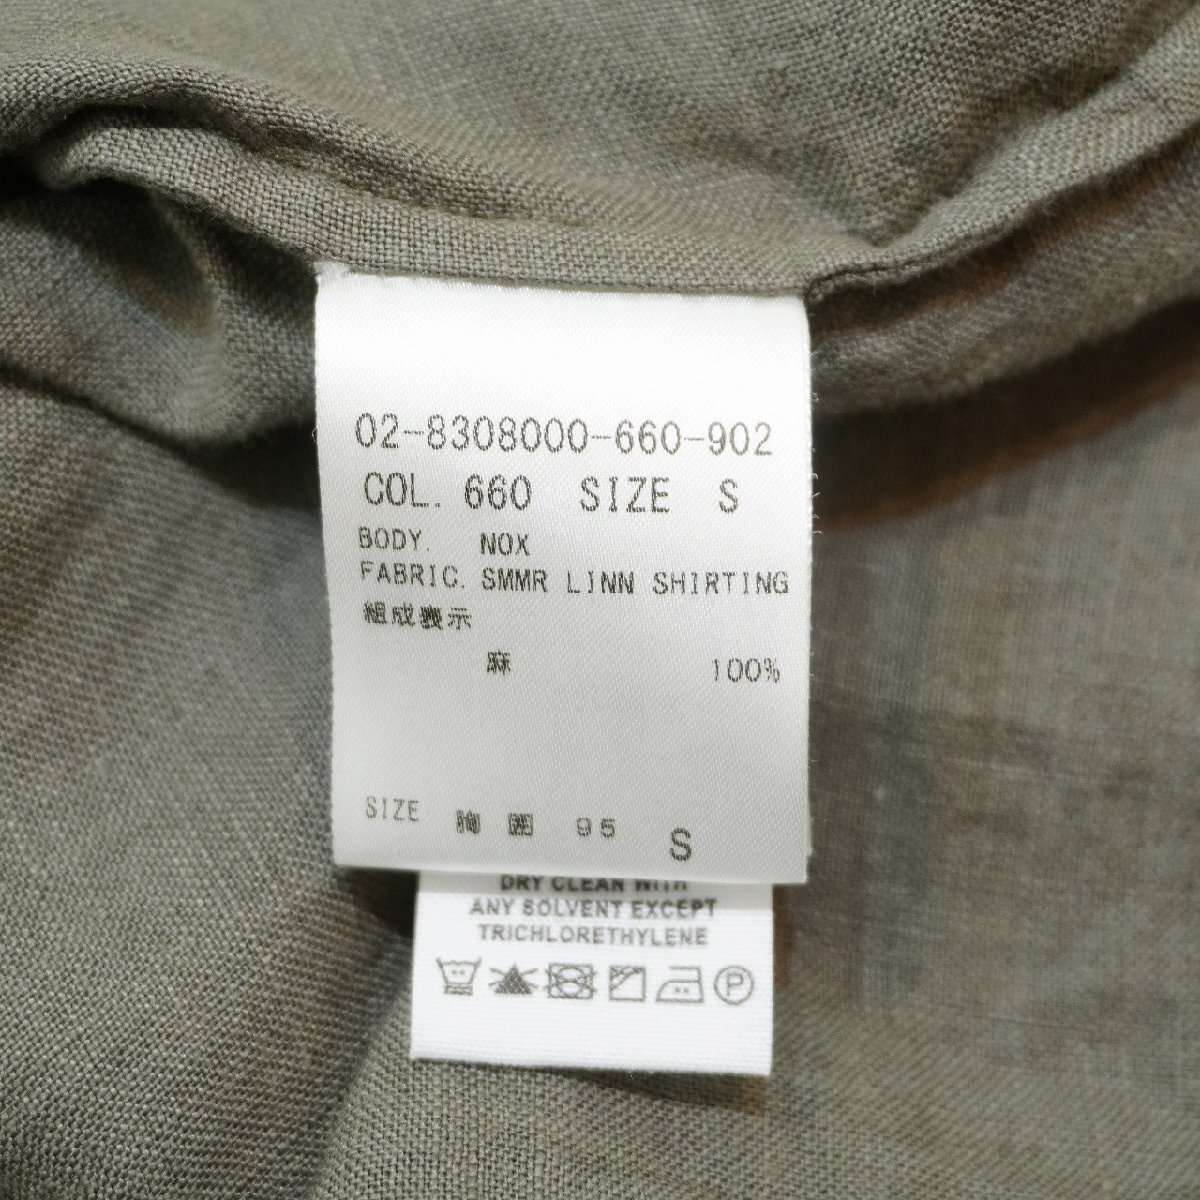 02-8308000-660-902
COL. 660 SIZE S
BODY. NOX
FABRIC. SMMR LINN SHIRTING
組成表示
麻 100%
SIZE 胸囲 95 S
DRY CLEAN WITH
ANY SOLVENT EXCEPT
TRICHLORETHYLENE
P